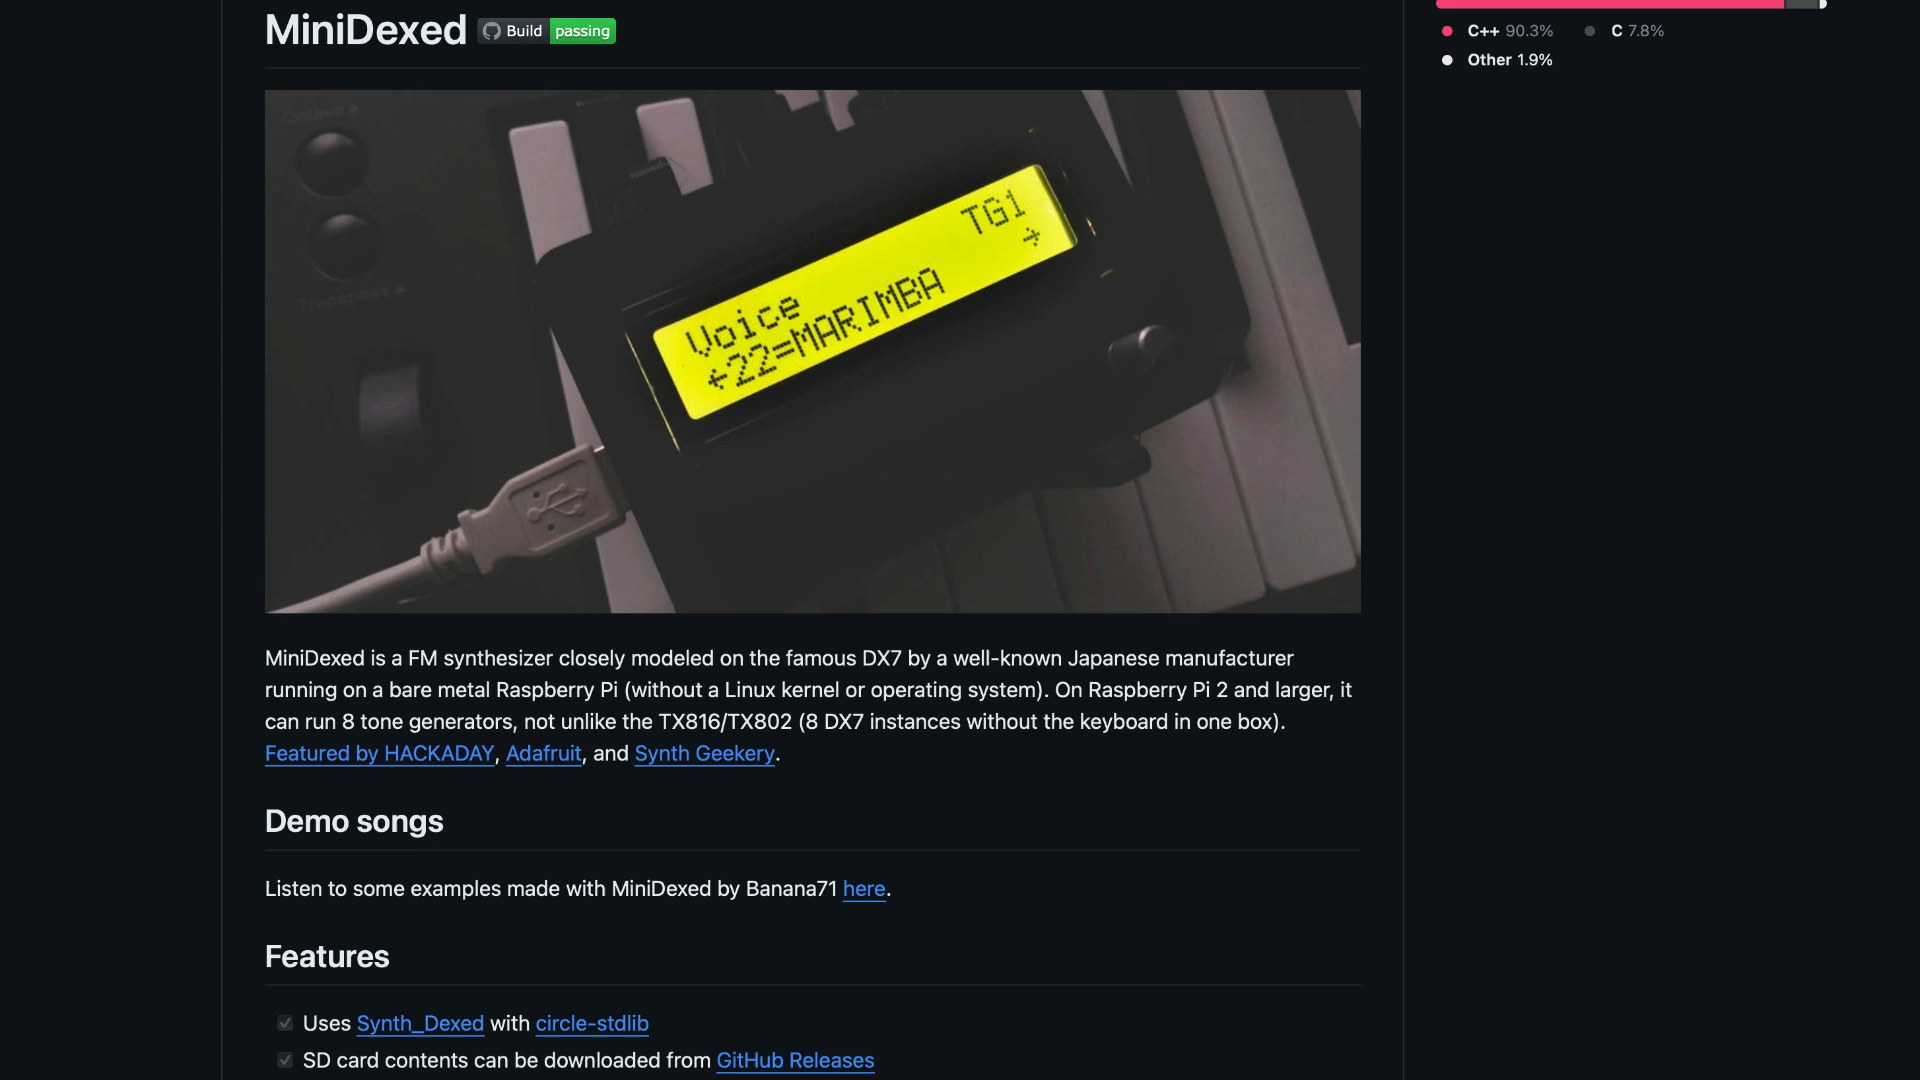 MiniDexed Build passing
C++ 90.3% C 7.8%
Other 1.9%
Octave ▲
Transpose ▲
TG1
→
Voice
←22=MARIMBA
MiniDexed is a FM synthesizer closely modeled on the famous DX7 by a well-known Japanese manufacturer
running on a bare metal Raspberry Pi (without a Linux kernel or operating system). On Raspberry Pi 2 and larger, it
can run 8 tone generators, not unlike the TX816/TX802 (8 DX7 instances without the keyboard in one box).
Featured by HACKADAY, Adafruit, and Synth Geekery.
Demo songs
Listen to some examples made with MiniDexed by Banana71 here.
Features
Uses Synth_Dexed with circle-stdlib
SD card contents can be downloaded from GitHub Releases